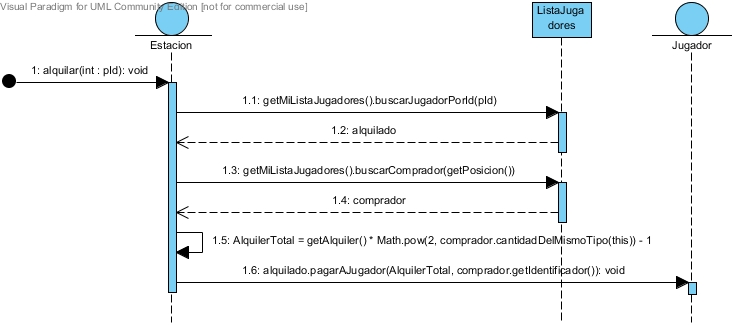 Visual Paradigm for UML Community Edition [not for commercial use]
ListaJuga
dores
Estacion
Jugador
1: alquilar(int : pId): void
1.1: getMiListaJugadores().buscarJugadorPorId(pId)
1.2: alquilado
1.3: getMiListaJugadores().buscarComprador(getPosicion())
1.4: comprador
1.5: AlquilerTotal = getAlquiler() * Math.pow(2, comprador.cantidadDelMismoTipo(this)) - 1
1.6: alquilado.pagarAJugador(AlquilerTotal, comprador.getIdentificador()): void